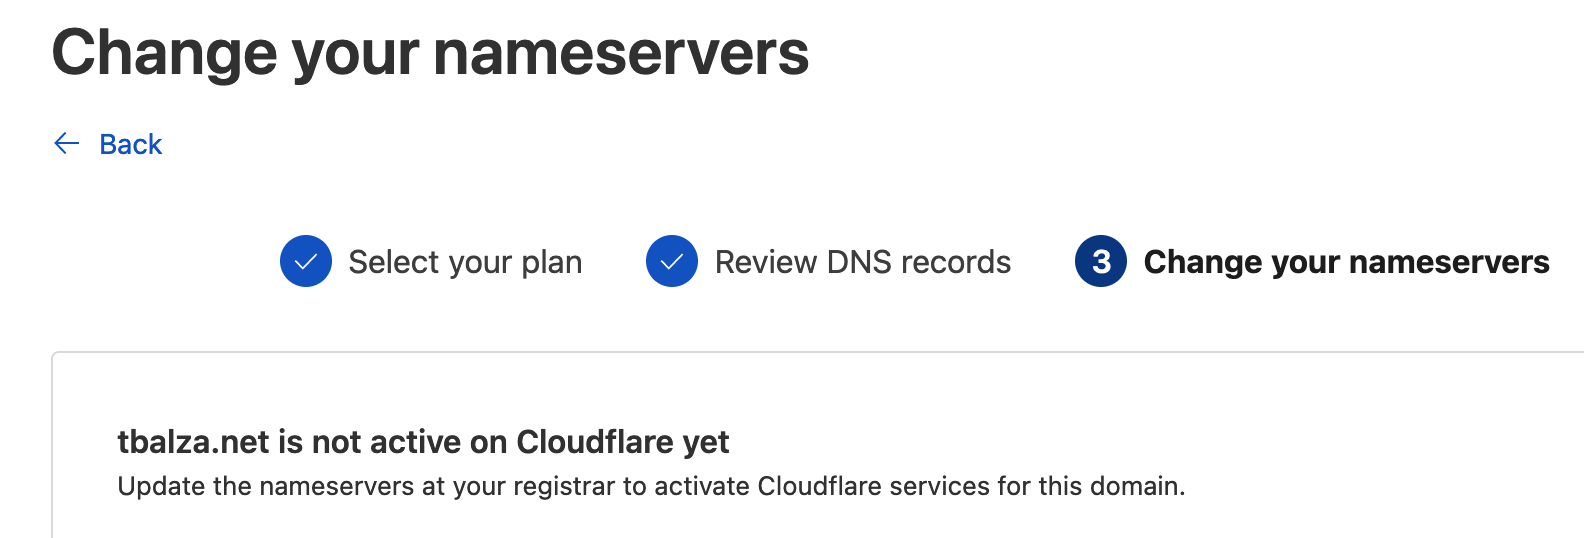 Change your nameservers
← Back
Select your plan
Review DNS records
3 Change your nameservers
tbalza.net is not active on Cloudflare yet
Update the nameservers at your registrar to activate Cloudflare services for this domain.